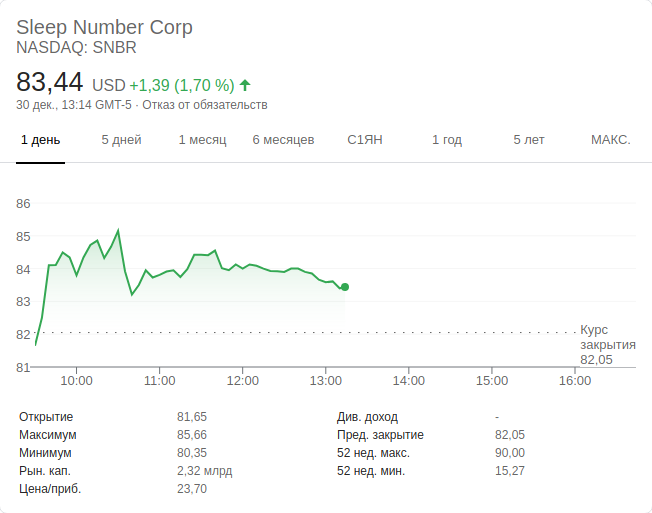 Sleep Number Corp
NASDAQ: SNBR
83,44 USD +1,39 (1,70 %)
30 дек., 13:14 GMT-5 · Отказ от обязательств
1 день 5 дней 1 месяц 6 месяцев С1ЯН 1 год 5 лет МАКС.
86
85
84
83
82
81
Курс
закрытия
82,05
10:00 11:00 12:00 13:00 14:00 15:00 16:00
Открытие 81,65 Див. доход -
Максимум 85,66 Пред. закрытие 82,05
Минимум 80,35 52 нед. макс. 90,00
Рын. кап. 2,32 млрд 52 нед. мин. 15,27
Цена/приб. 23,70